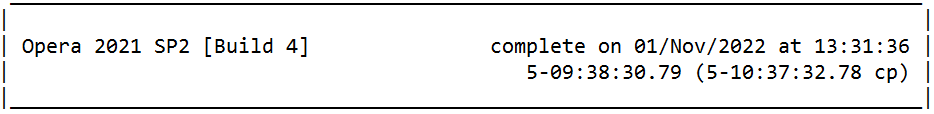 Opera 2021 SP2 [Build 4] complete on 01/Nov/2022 at 13:31:36
5-09:38:30.79 (5-10:37:32.78 cp)